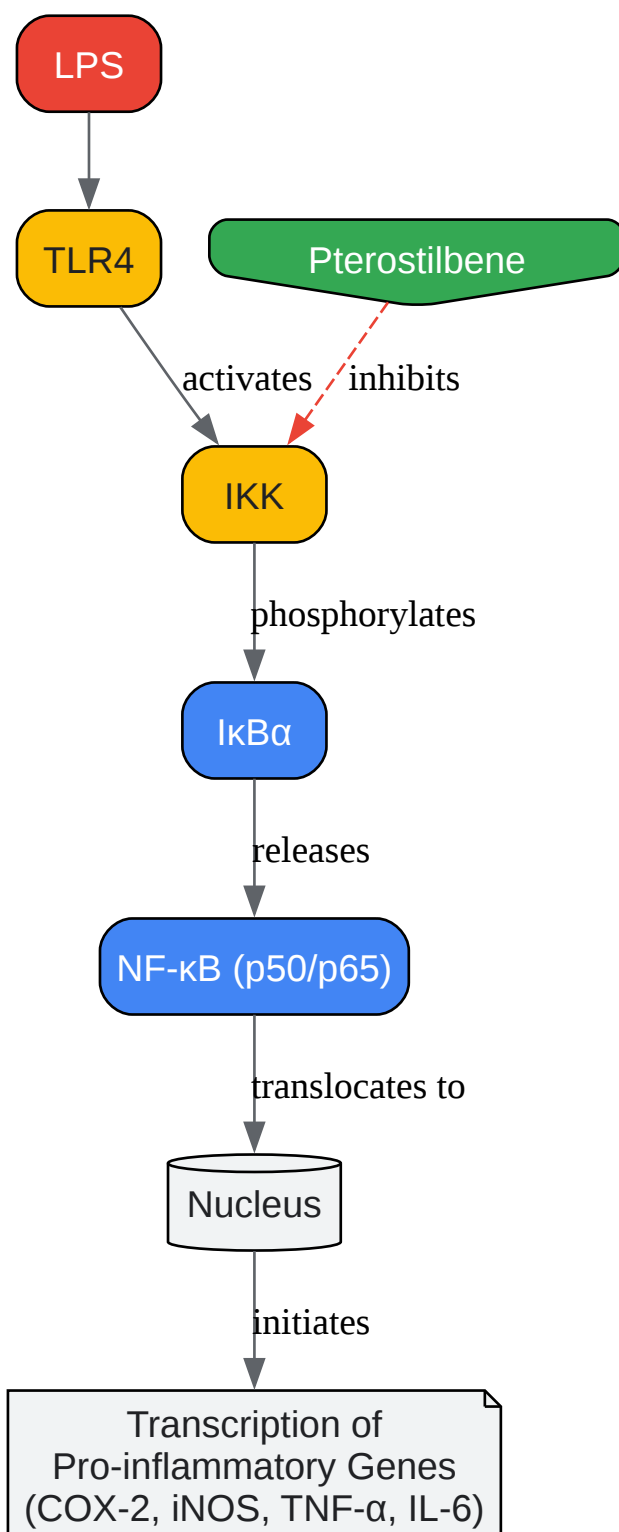 LPS
TLR4
Pterostilbene
activates
inhibits
IKK
phosphorylates
IκBα
releases
NF-κB (p50/p65)
translocates to
Nucleus
initiates
Transcription of
Pro-inflammatory Genes
(COX-2, iNOS, TNF-α, IL-6)